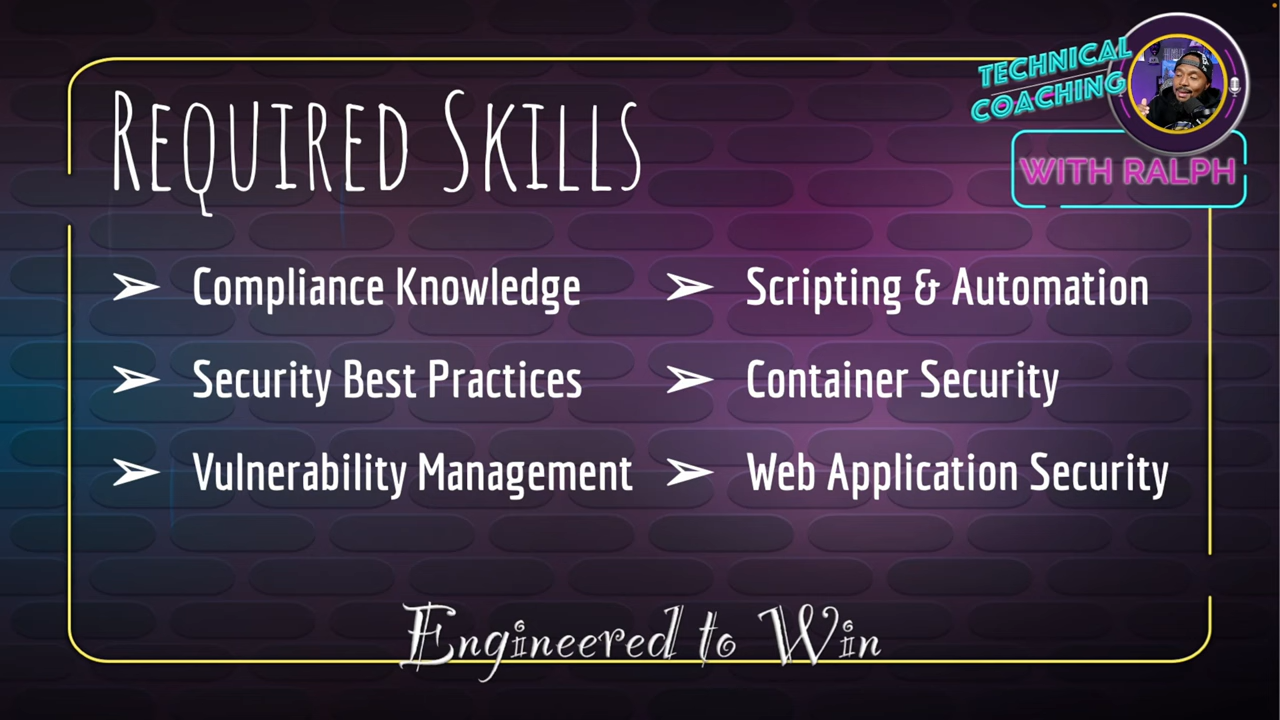 Required Skills
TECHNICAL
COACHING
WITH RALPH
➢ Compliance Knowledge
➢ Security Best Practices
➢ Vulnerability Management
➢ Scripting & Automation
➢ Container Security
➢ Web Application Security
Engineered to Win